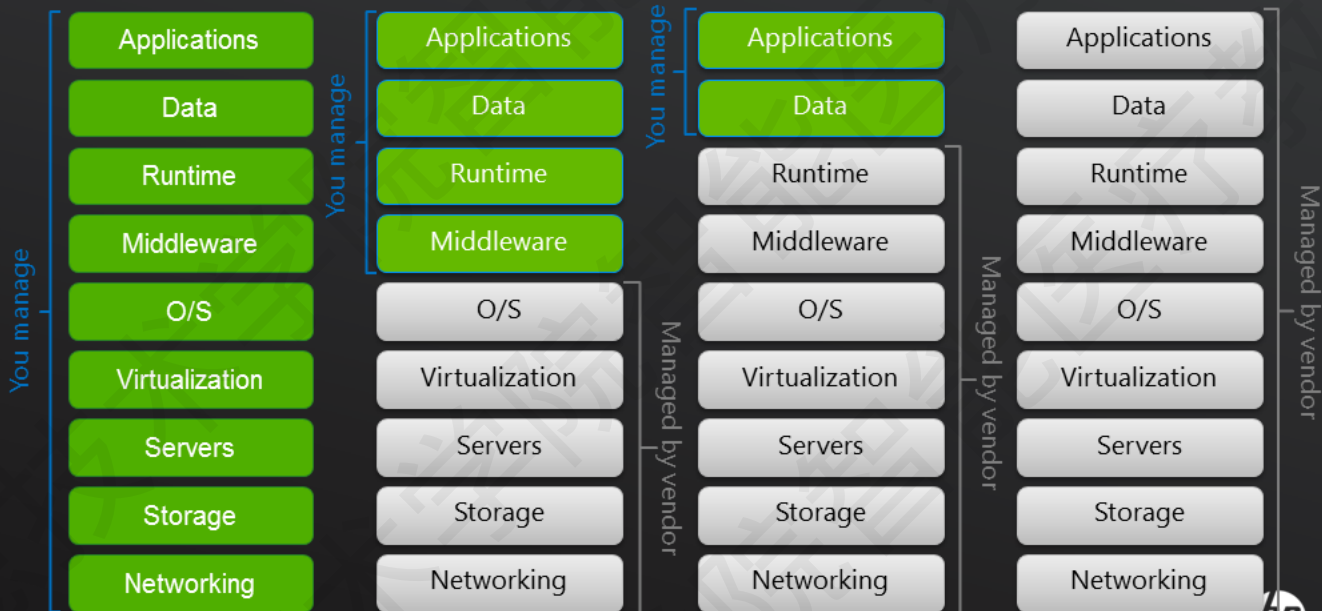 You manage
Applications
Data
Runtime
Middleware
O/S
Virtualization
Servers
Storage
Networking
You manage
Applications
Data
Runtime
Middleware
O/S
Virtualization
Servers
Storage
Networking
Managed by vendor
You manage
Applications
Data
Runtime
Middleware
O/S
Virtualization
Servers
Storage
Networking
Managed by vendor
Applications
Data
Runtime
Middleware
O/S
Virtualization
Servers
Storage
Networking
Managed by vendor